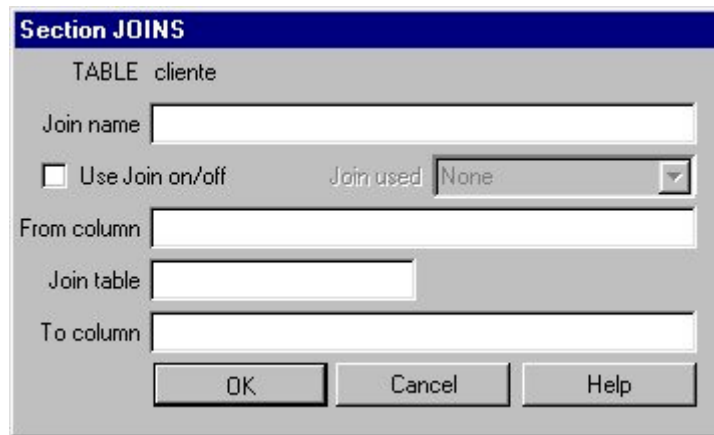 Section JOINS
TABLE cliente
Join name
Use Join on/off Join used None
From column
Join table
To column
OK Cancel Help